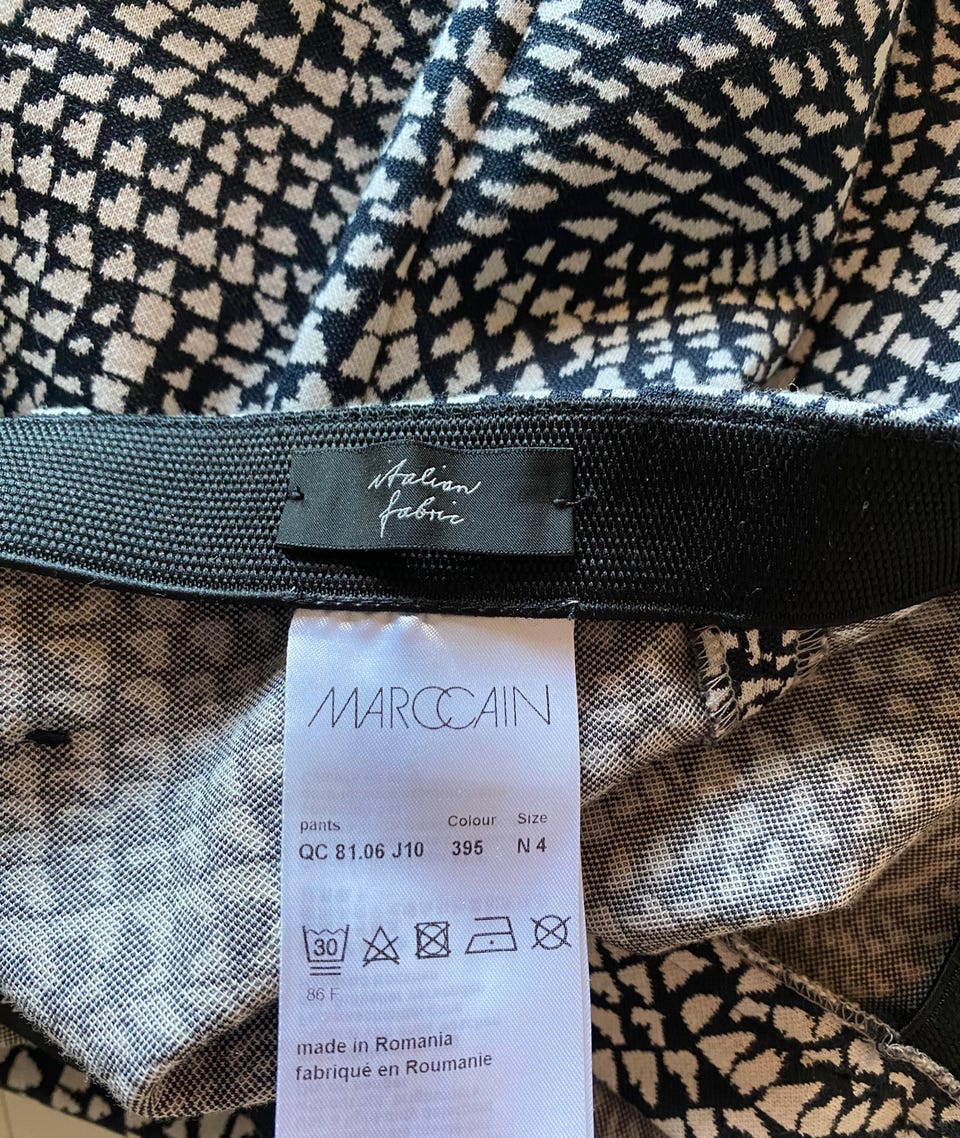 italian
fabric
MARCCAIN
pants Colour Size
QC 81.06 J10 395 N 4
30
86 F
made in Romania
fabriqué en Roumanie